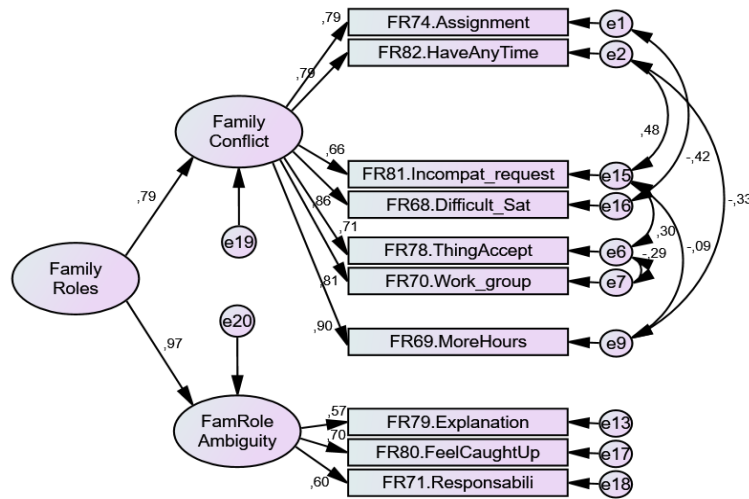 ,79
FR74.Assignment
e1
,79
FR82.HaveAnyTime
e2
Family
Conflict
,48
,66
FR81.Incompat_request
e15
-,42
,86
FR68.Difficult_Sat
e16
-,33
,79
,71
FR78.ThingAccept
e6
,30
e19
-,29
-,09
Family
Roles
,81
FR70.Work_group
e7
e20
,90
FR69.MoreHours
e9
,97
FamRole
Ambiguity
,57
FR79.Explanation
e13
,70
FR80.FeelCaughtUp
e17
,60
FR71.Responsabili
e18